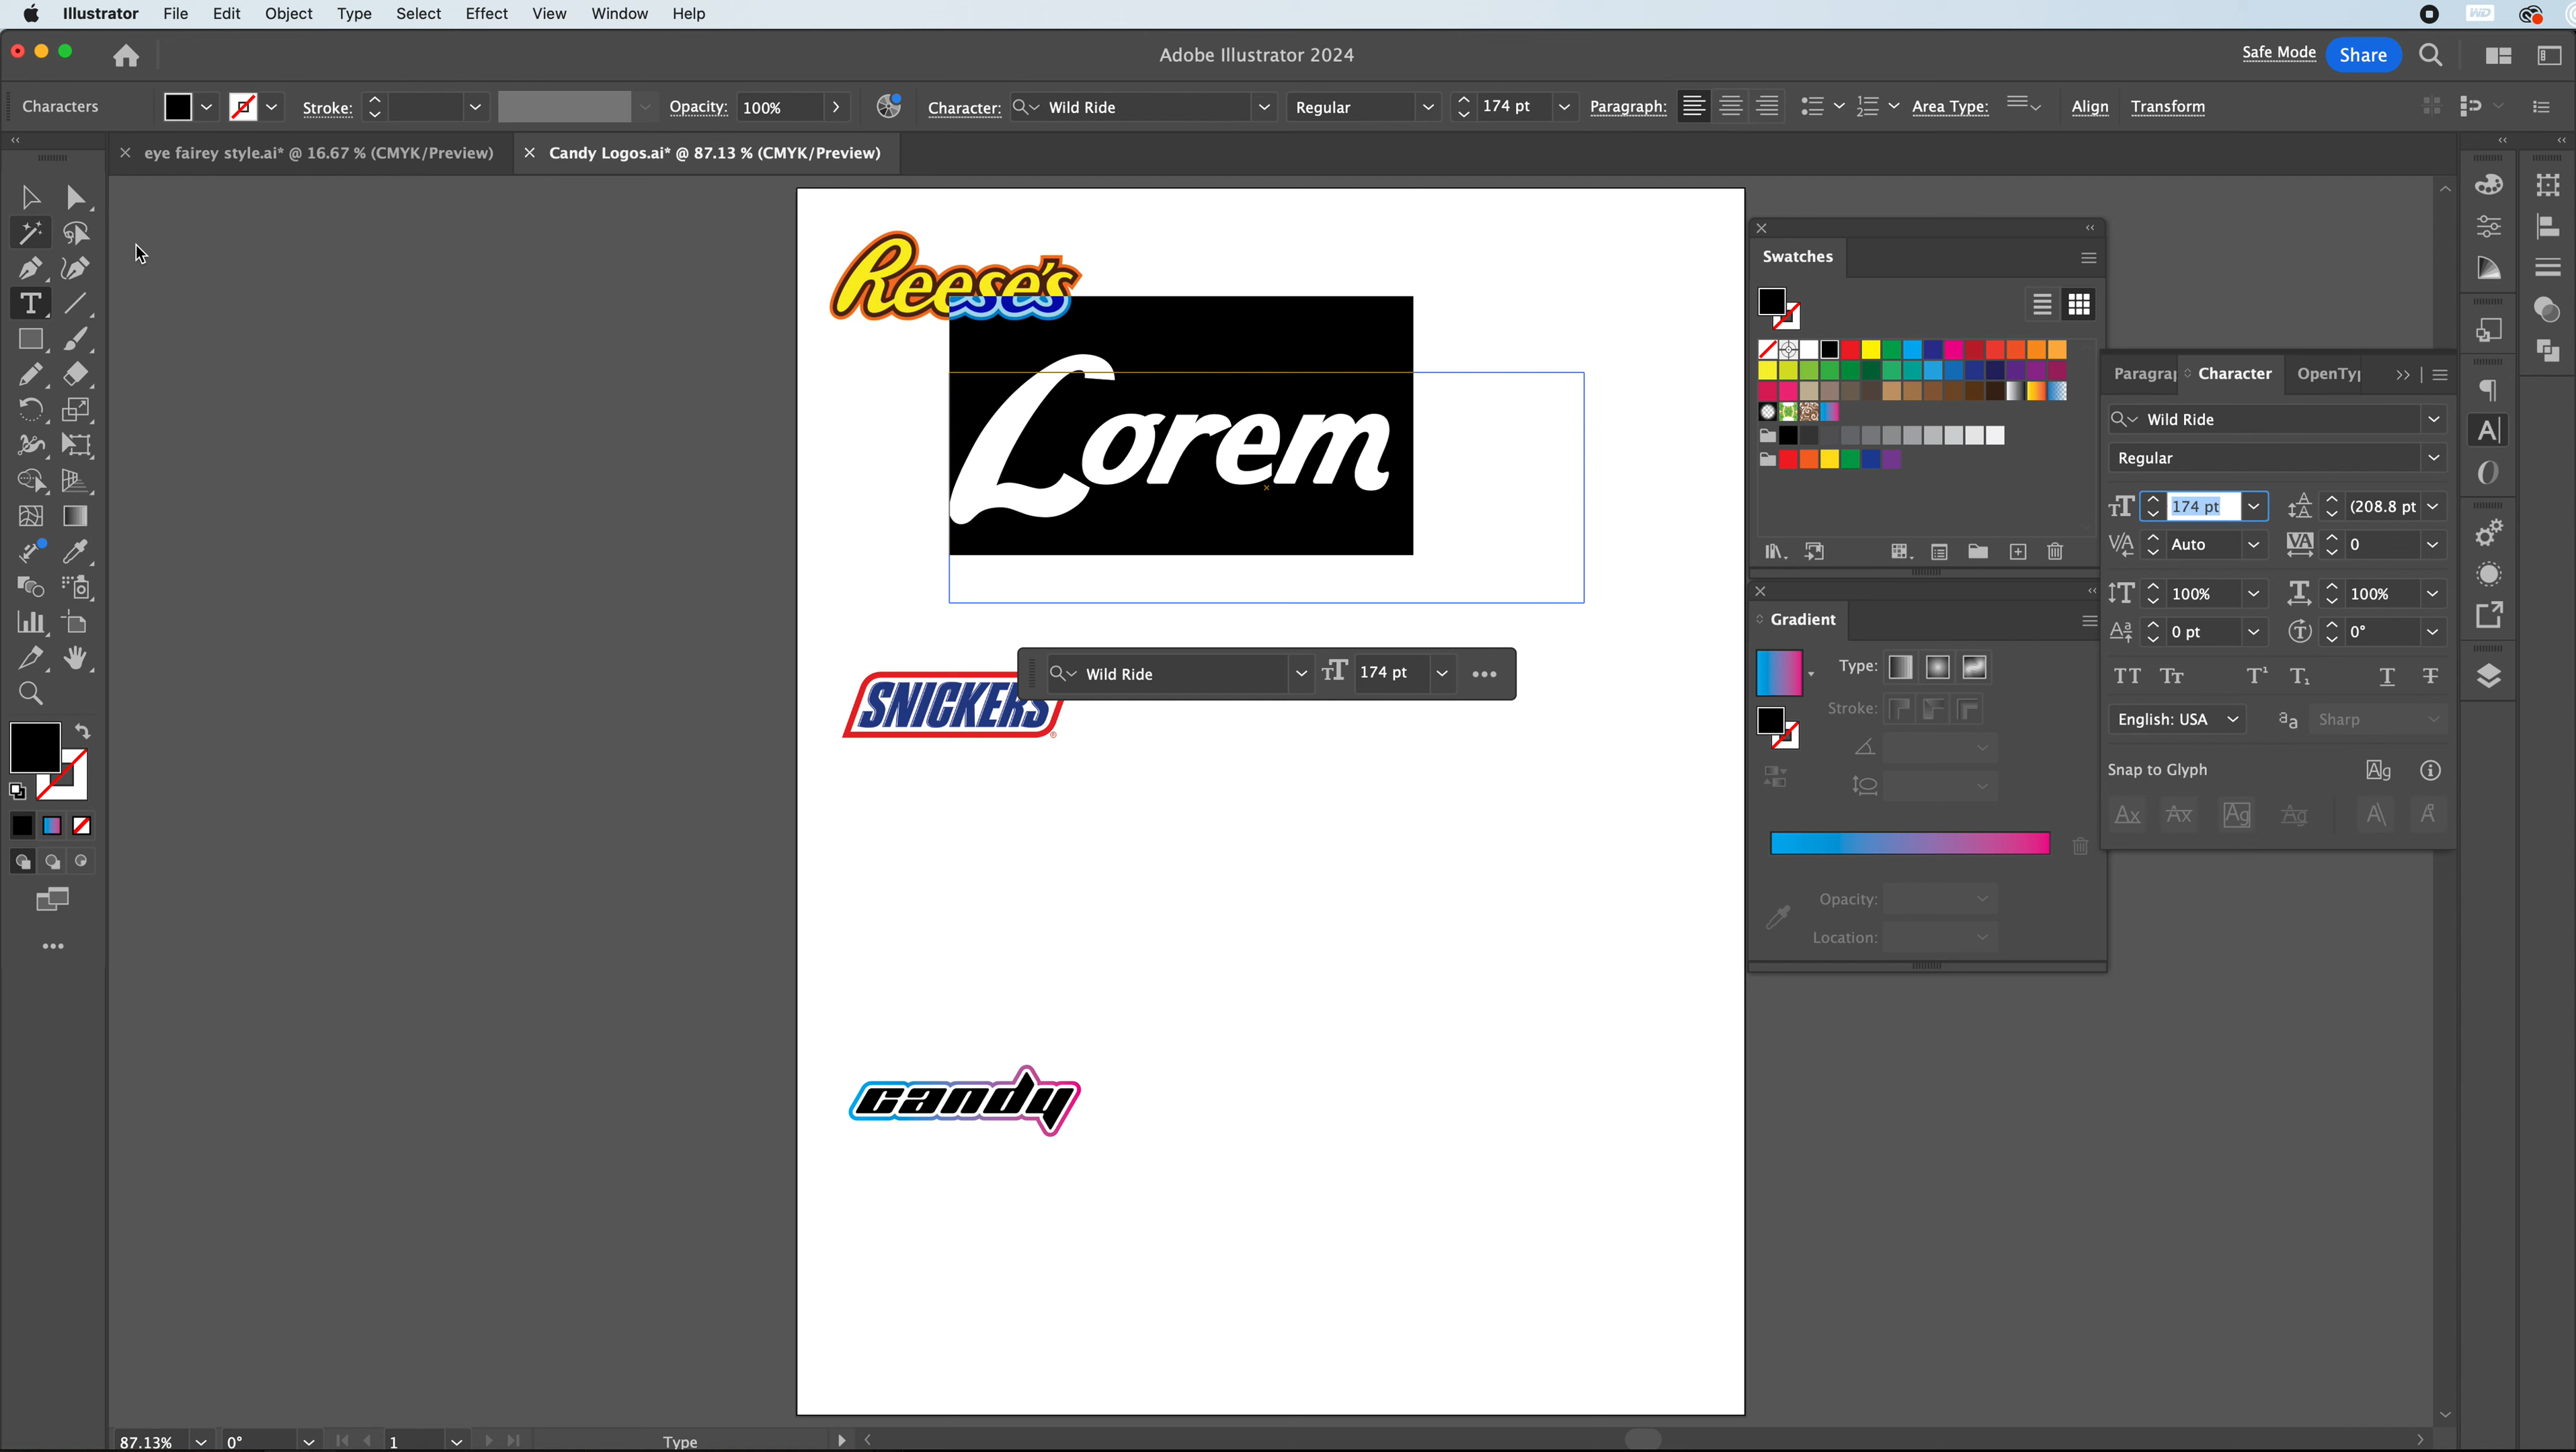 Illustrator File Edit Object Type Select Effect View Window Help
WD
Adobe Illustrator 2024
Safe Mode Share
Characters Stroke: Opacity: 100% Character: Wild Ride Regular 174 pt Paragraph: Area Type: Align Transform
eye fairey style.ai* @ 16.67 % (CMYK/Preview) Candy Logos.ai* @ 87.13 % (CMYK/Preview)
Reese's
Lorem
Wild Ride 174 pt
SNICKERS®
candy
Swatches
Gradient
Type:
Stroke:
Opacity:
Location:
Paragrap Character OpenTyp
Wild Ride
Regular
174 pt (208.8 pt
Auto 0
100% 100%
0 pt 0°
English: USA Sharp
Snap to Glyph
87.13% 0° 1 Type